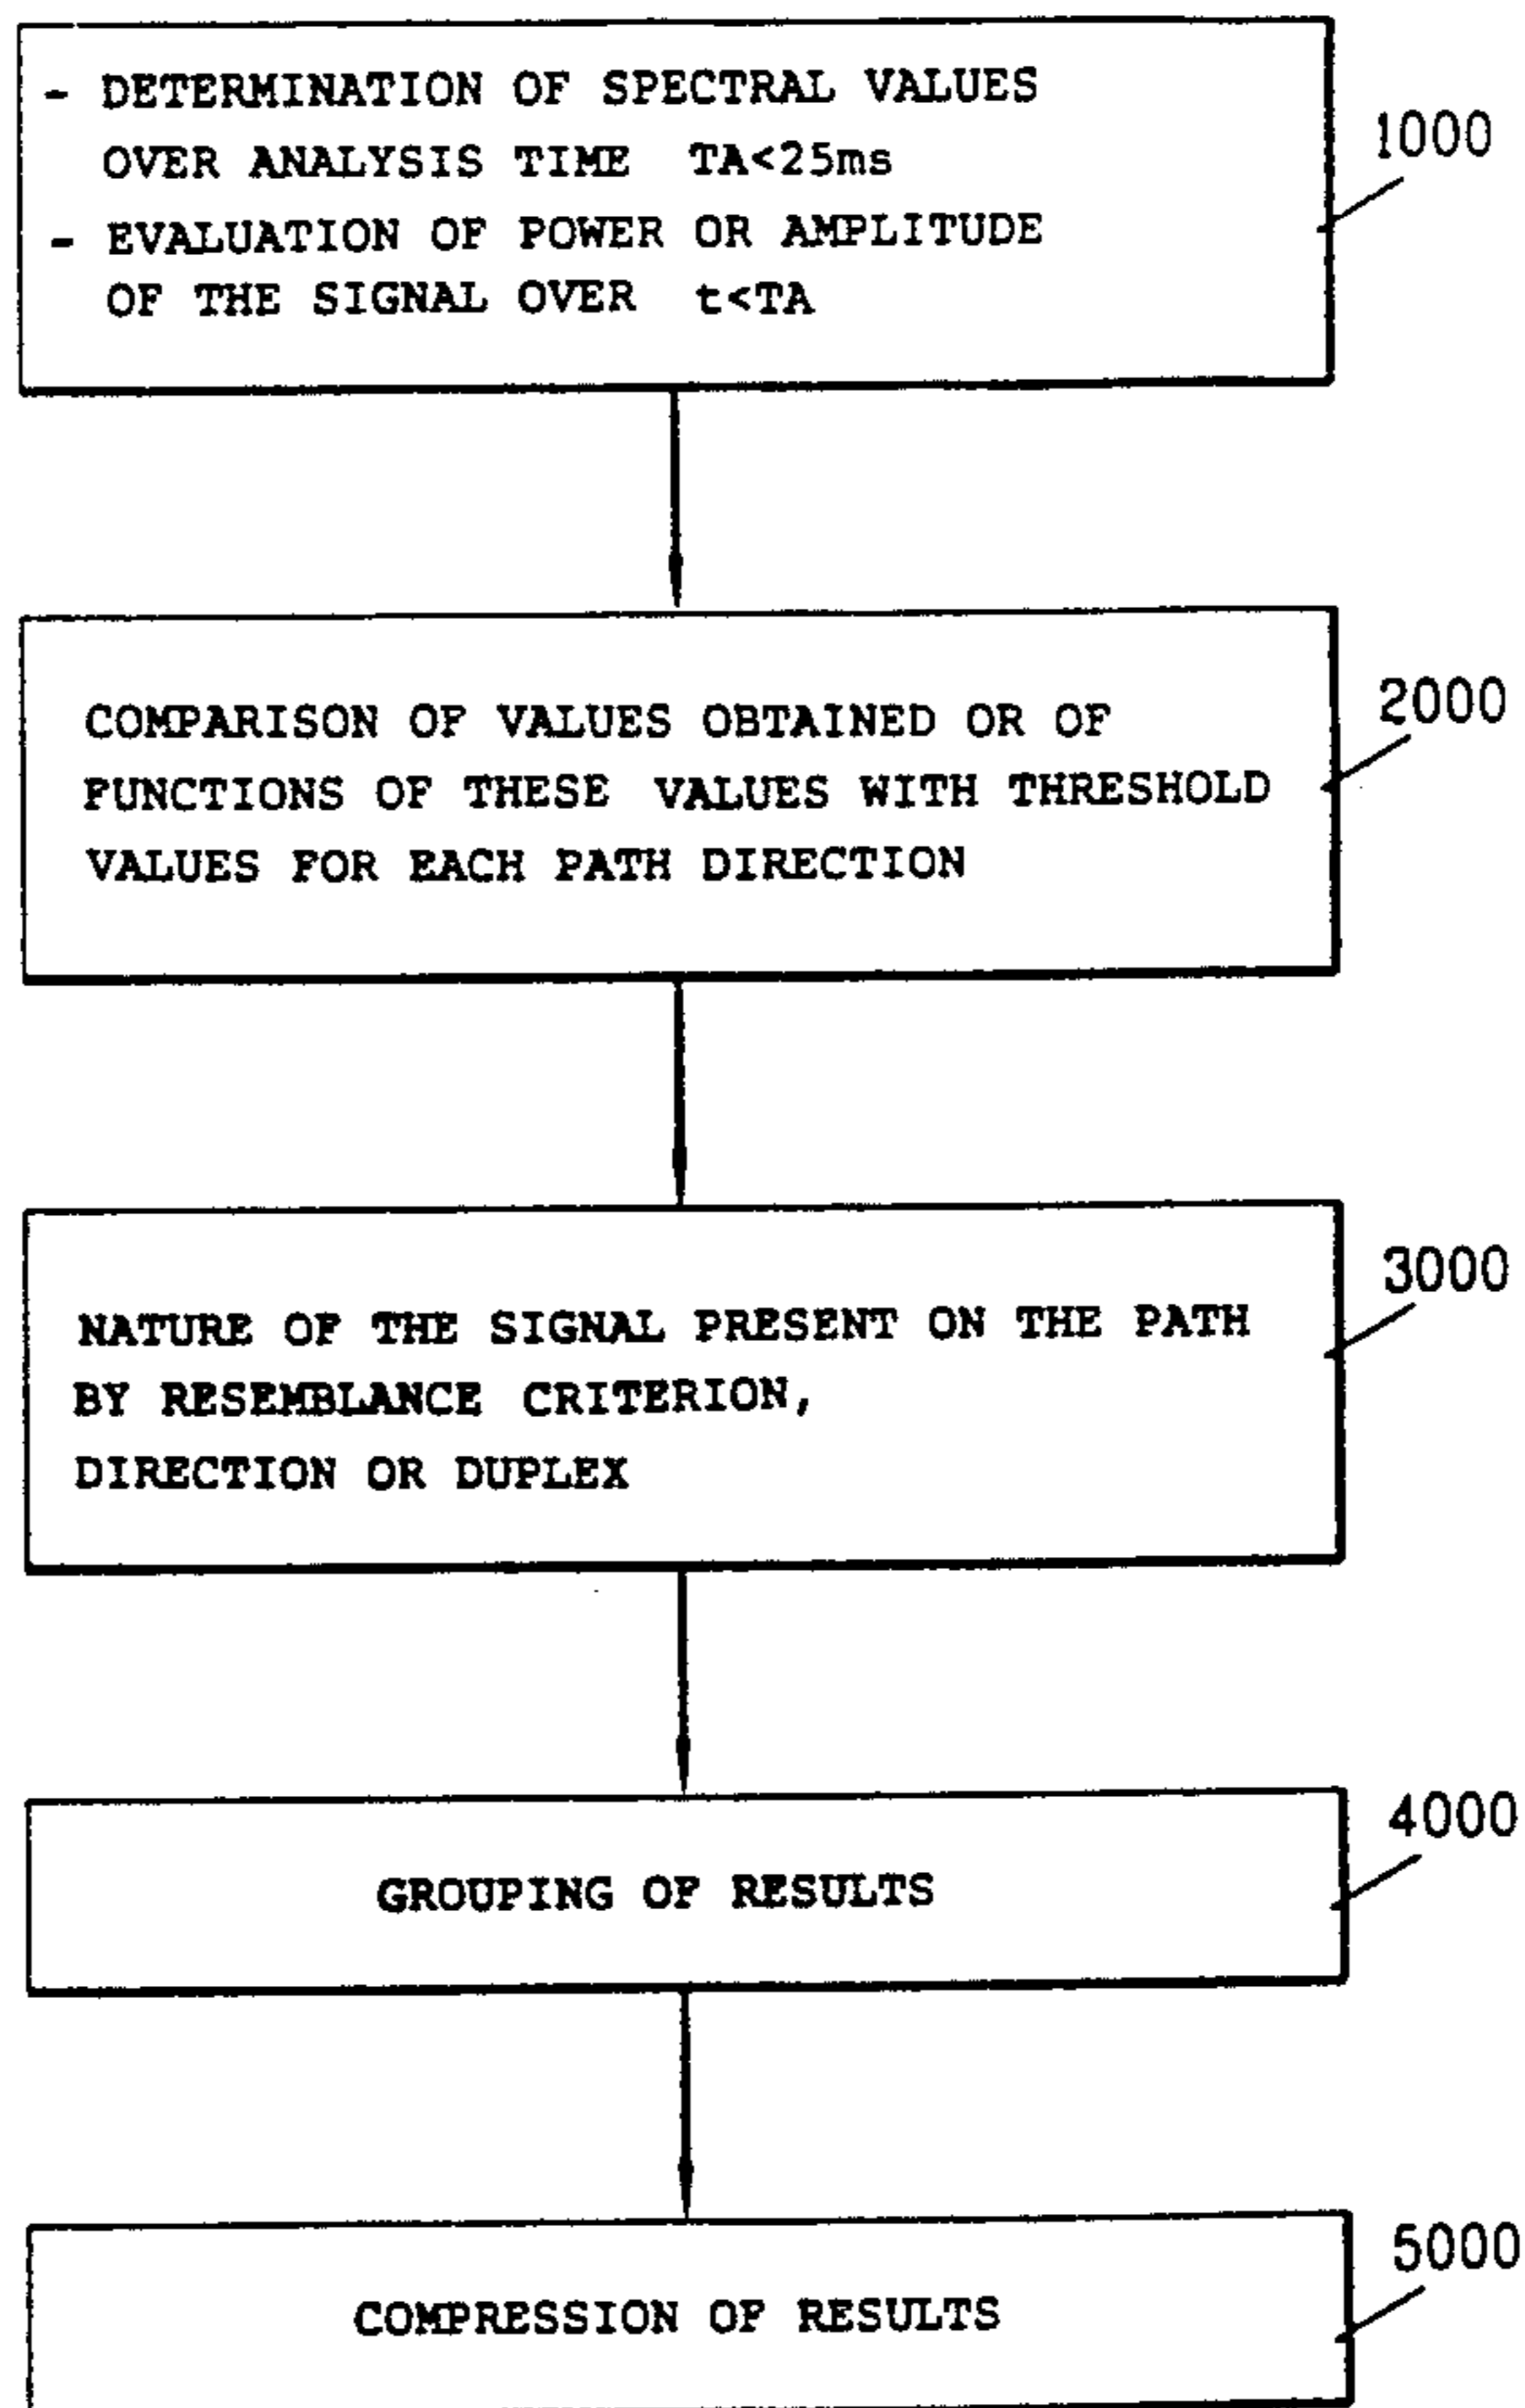 - DETERMINATION OF SPECTRAL VALUES
OVER ANALYSIS TIME TA<25ms
- EVALUATION OF POWER OR AMPLITUDE
OF THE SIGNAL OVER t<TA
1000
COMPARISON OF VALUES OBTAINED OR OF
FUNCTIONS OF THESE VALUES WITH THRESHOLD
VALUES FOR EACH PATH DIRECTION
2000
NATURE OF THE SIGNAL PRESENT ON THE PATH
BY RESEMBLANCE CRITERION,
DIRECTION OR DUPLEX
3000
GROUPING OF RESULTS
4000
COMPRESSION OF RESULTS
5000